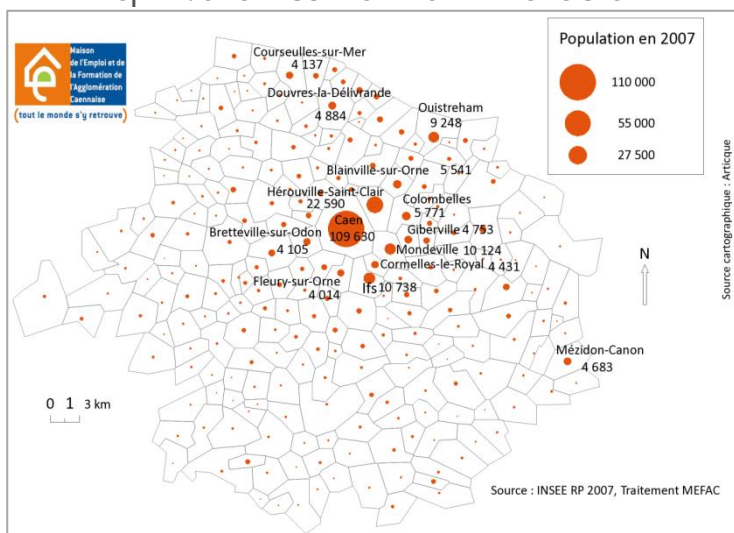 Maison
de l'Emploi et de
la Formation de
l'Agglomération
Caennaise
(tout le monde s'y retrouve)
Population en 2007
110 000
55 000
27 500
Courseulles-sur-Mer
4 137
Douvres-la-Délivrande
4 884
Ouistreham
9 248
Blainville-sur-Orne 5 541
Hérouville-Saint-Clair
22 590
Colombelles
5 771
Caen
109 630
Giberville 4 753
Bretteville-sur-Odon
4 105
Mondeville 10 124
Cormelles-le-Royal 4 431
Fleury-sur-Orne
4 014
Ifs 10 738
Mézidon-Canon
4 683
N
0 1 3 km
Source : INSEE RP 2007, Traitement MEFAC
Source cartographique : Articque